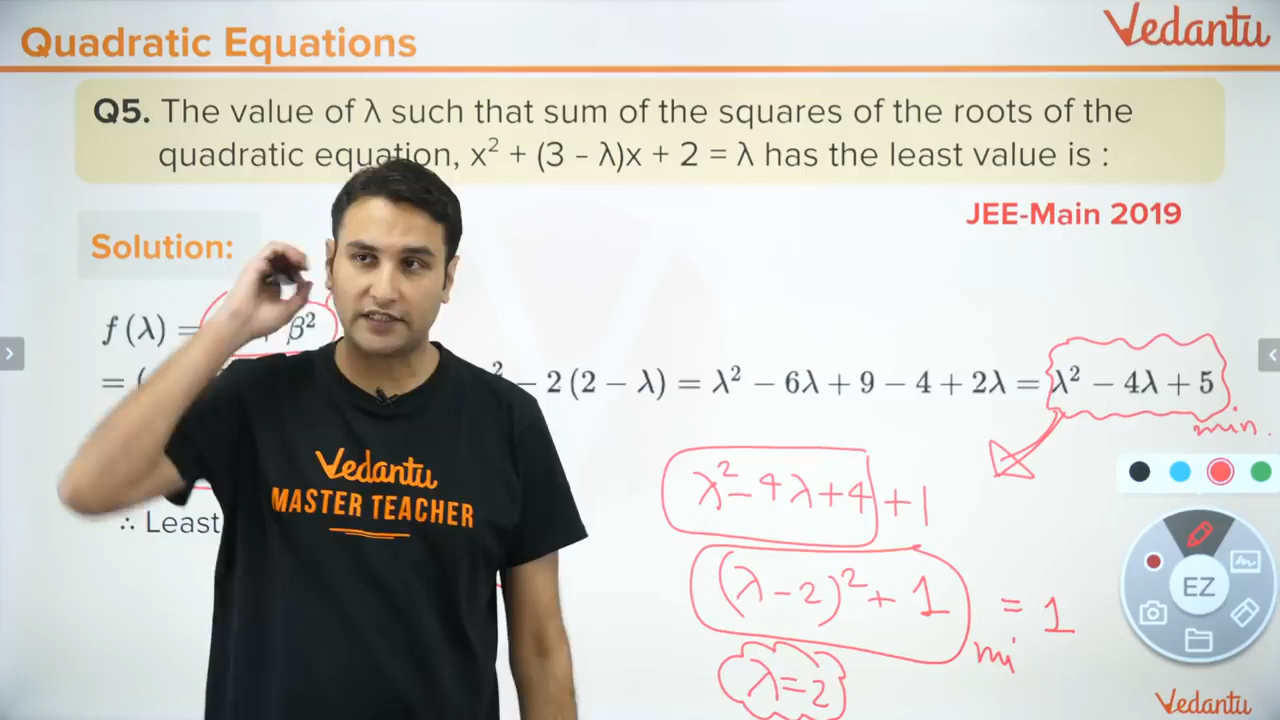 Quadratic Equations
Vedantu
Q5. The value of λ such that sum of the squares of the roots of the
quadratic equation, x² + (3 - λ)x + 2 = λ has the least value is :
JEE-Main 2019
Solution:
f (λ) = β²
= ( ² − 2 (2 − λ) = λ² − 6λ + 9 − 4 + 2λ = λ² − 4λ + 5
min.
λ² − 4λ + 4 + 1
∴ Least
(λ − 2)² + 1 = 1
mi
λ = 2
Vedantu
MASTER TEACHER
EZ
Vedantu